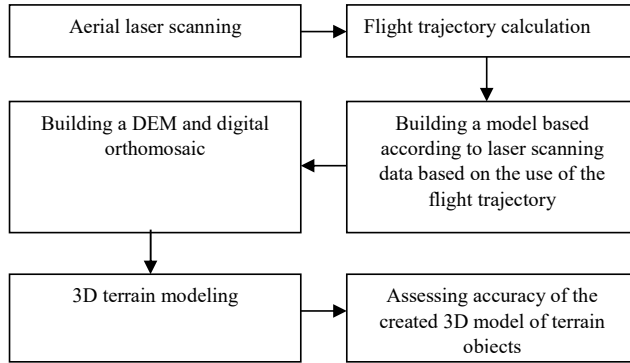 Aerial laser scanning
Flight trajectory calculation
Building a model based
according to laser scanning
data based on the use of the
flight trajectory
Building a DEM and digital
orthomosaic
3D terrain modeling
Assessing accuracy of the
created 3D model of terrain
objects